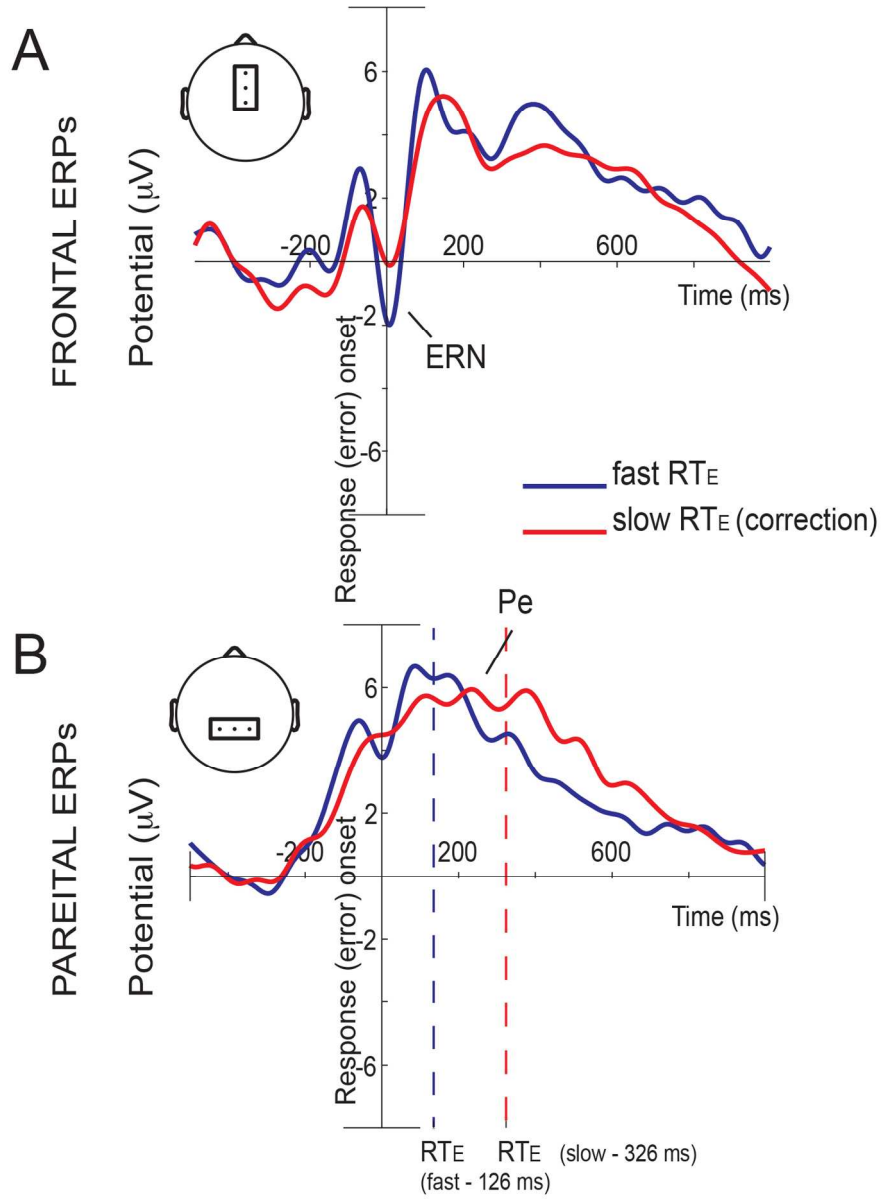 A
FRONTAL ERPs
Potential (μV)
6
2
-200
200
600
Time (ms)
-2
ERN
-6
Response (error) onset
fast RTE
slow RTE (correction)
B
PAREITAL ERPs
Potential (μV)
Pe
6
2
-200
200
600
Time (ms)
-2
-6
Response (error) onset
RTE
(fast - 126 ms)
RTE (slow - 326 ms)